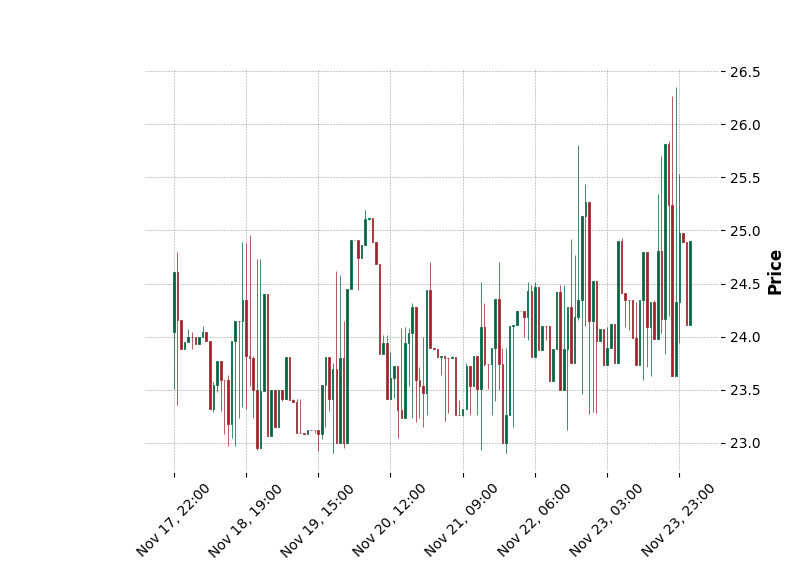 26.5
26.0
25.5
25.0
24.5
24.0
23.5
23.0
Price
Nov 17, 22:00
Nov 18, 19:00
Nov 19, 15:00
Nov 20, 12:00
Nov 21, 09:00
Nov 22, 06:00
Nov 23, 03:00
Nov 23, 23:00